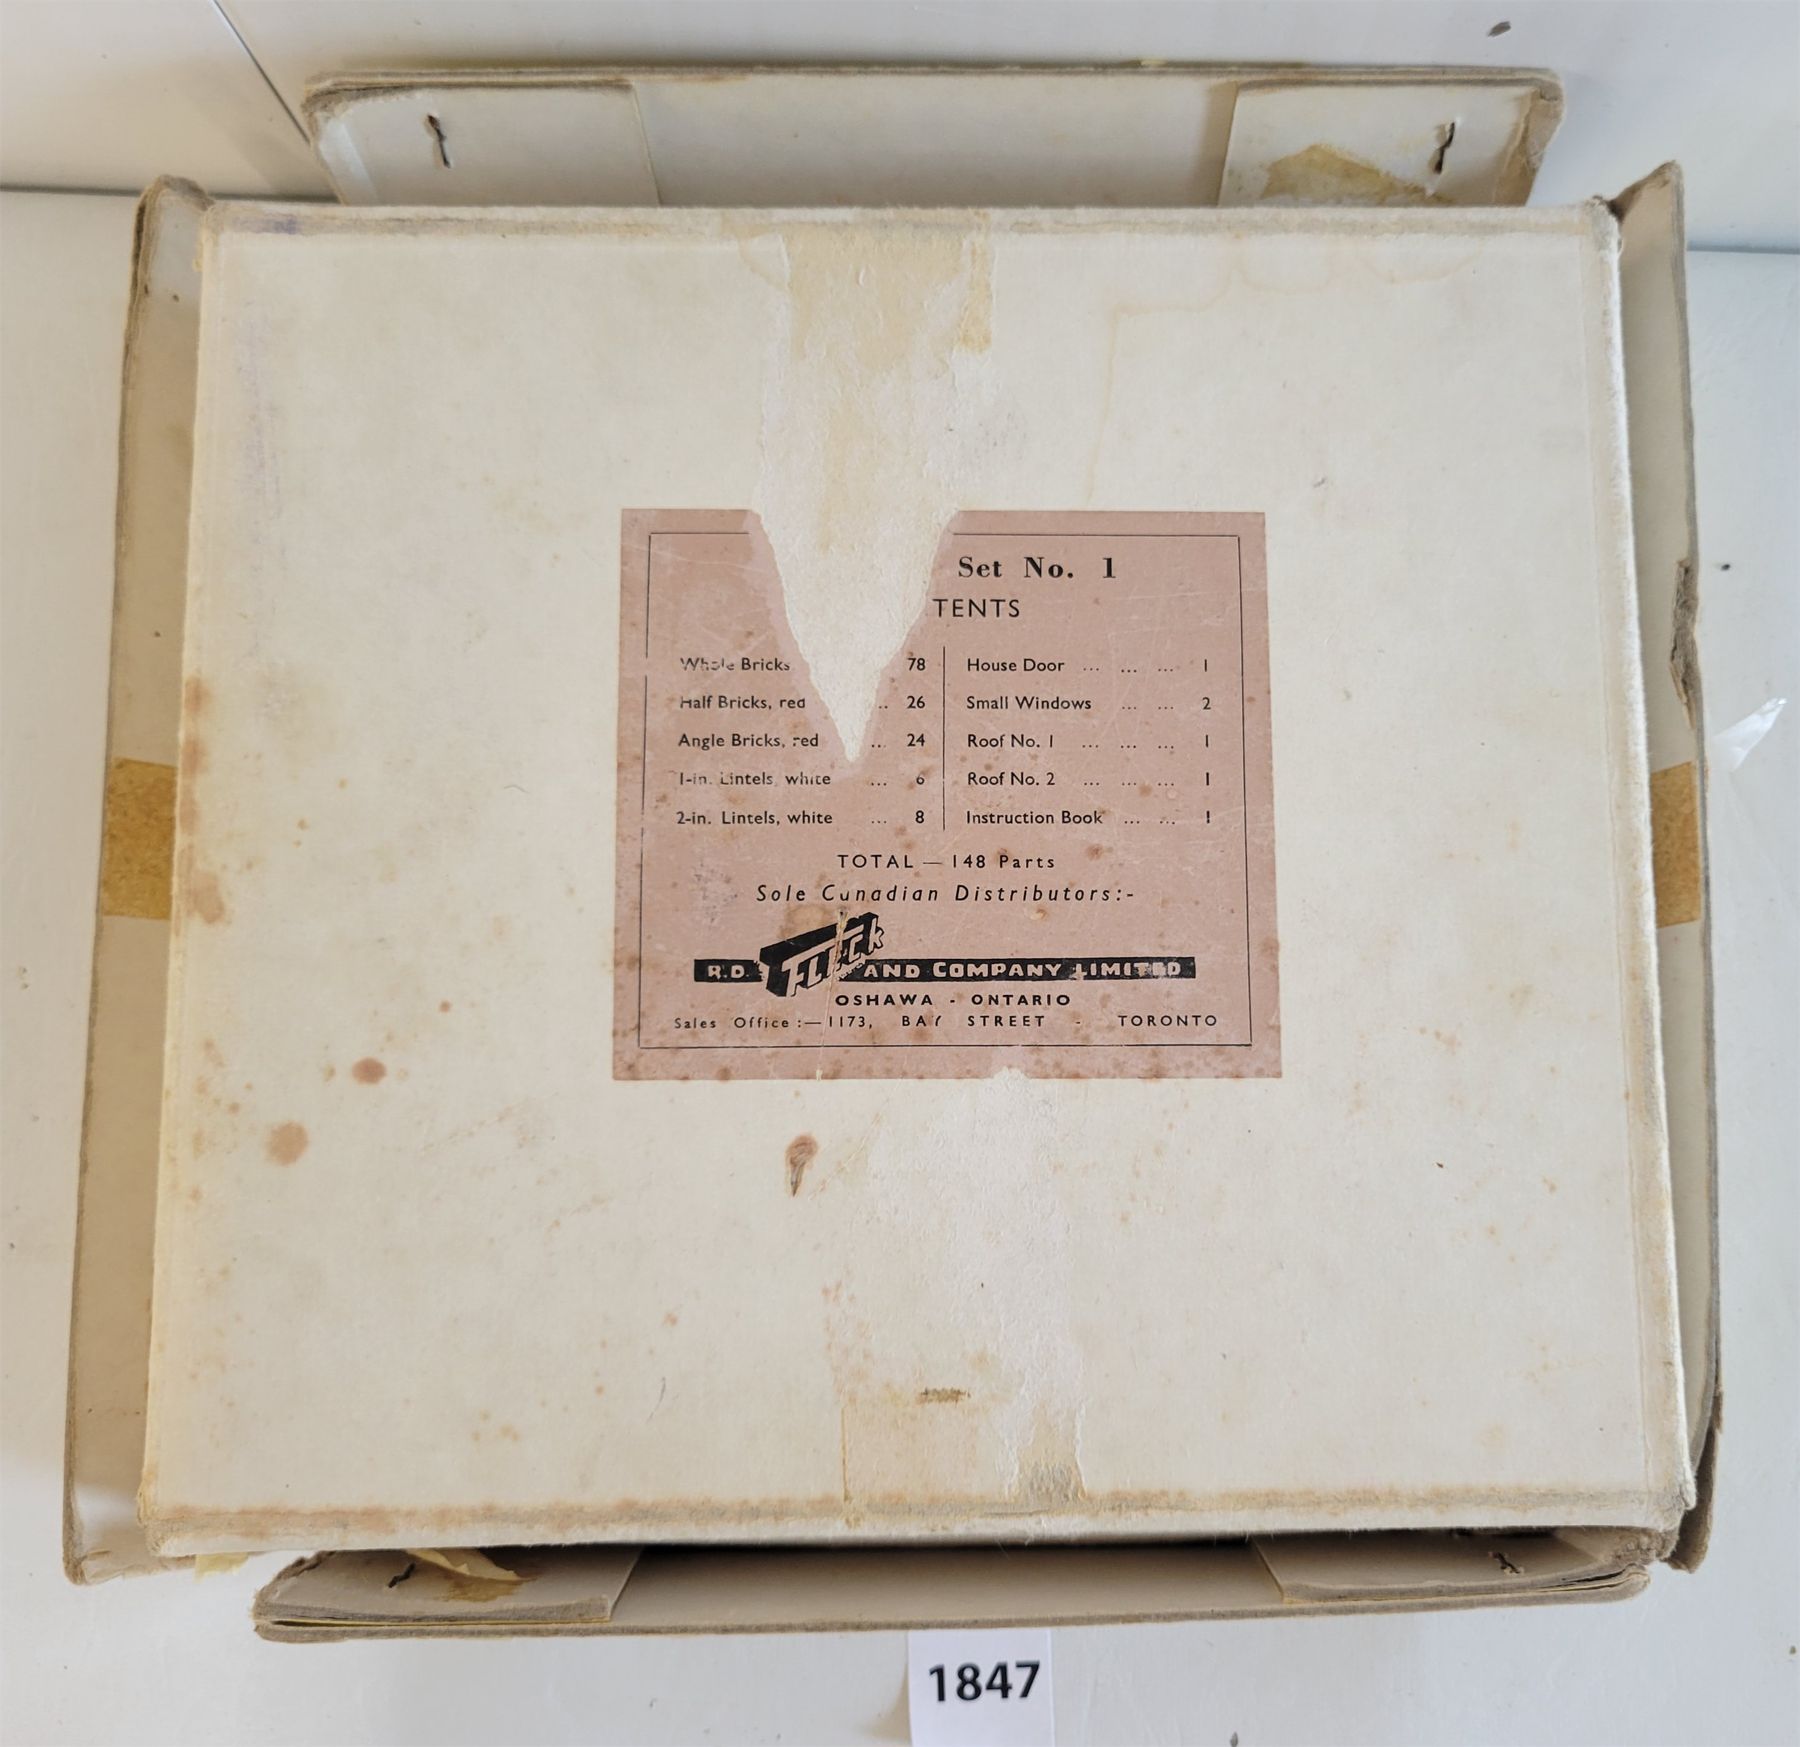 Set No. 1
TENTS
Whole Bricks 78
Half Bricks, red .. 26
Angle Bricks, red ... 24
1-in. Lintels, white ... 6
2-in. Lintels, white ... 8
House Door ... ... ... 1
Small Windows ... ... 2
Roof No. 1 ... ... ... 1
Roof No. 2 ... ... ... 1
Instruction Book ... ... 1
TOTAL — 148 Parts
Sole Canadian Distributors:-
R.D. FLECK AND COMPANY LIMITED
OSHAWA - ONTARIO
Sales Office :— 1173, BAY STREET - TORONTO
1847